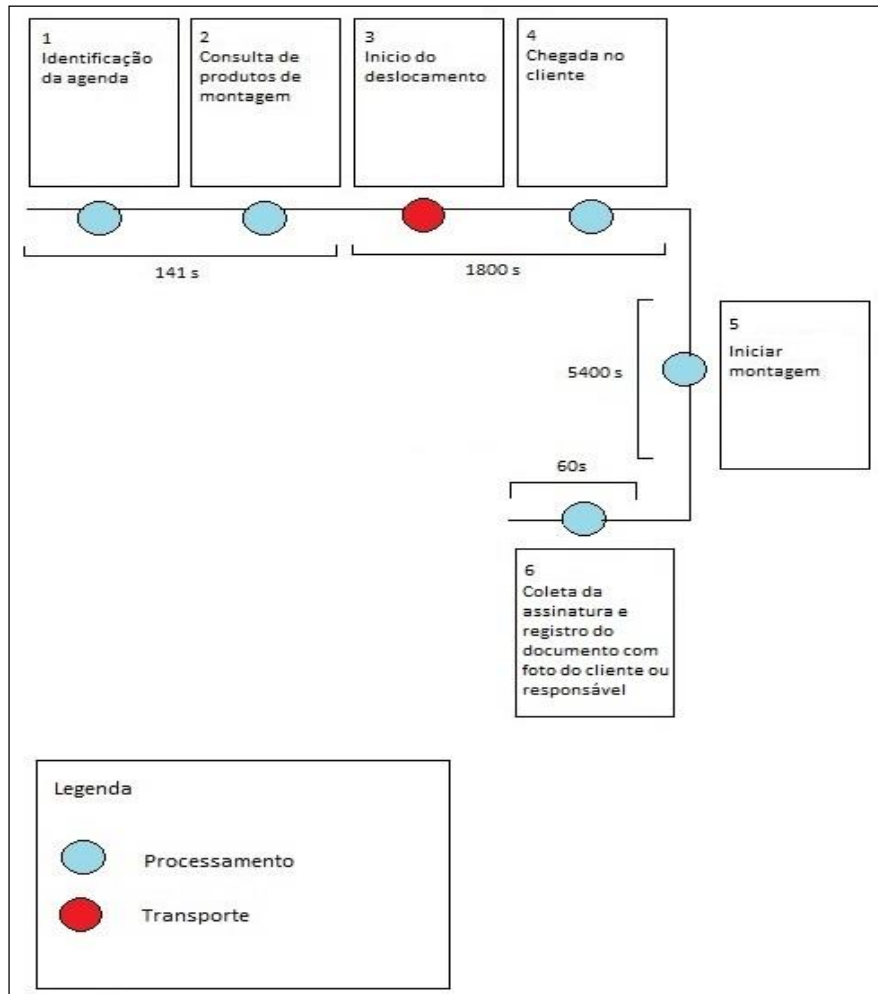 1
Identificação
da agenda
2
Consulta de
produtos de
montagem
3
Inicio do
deslocamento
4
Chegada no
cliente
141 s
1800 s
5400 s
5
Iniciar
montagem
60s
6
Coleta da
assinatura e
registro do
documento com
foto do cliente ou
responsável
Legenda
Processamento
Transporte